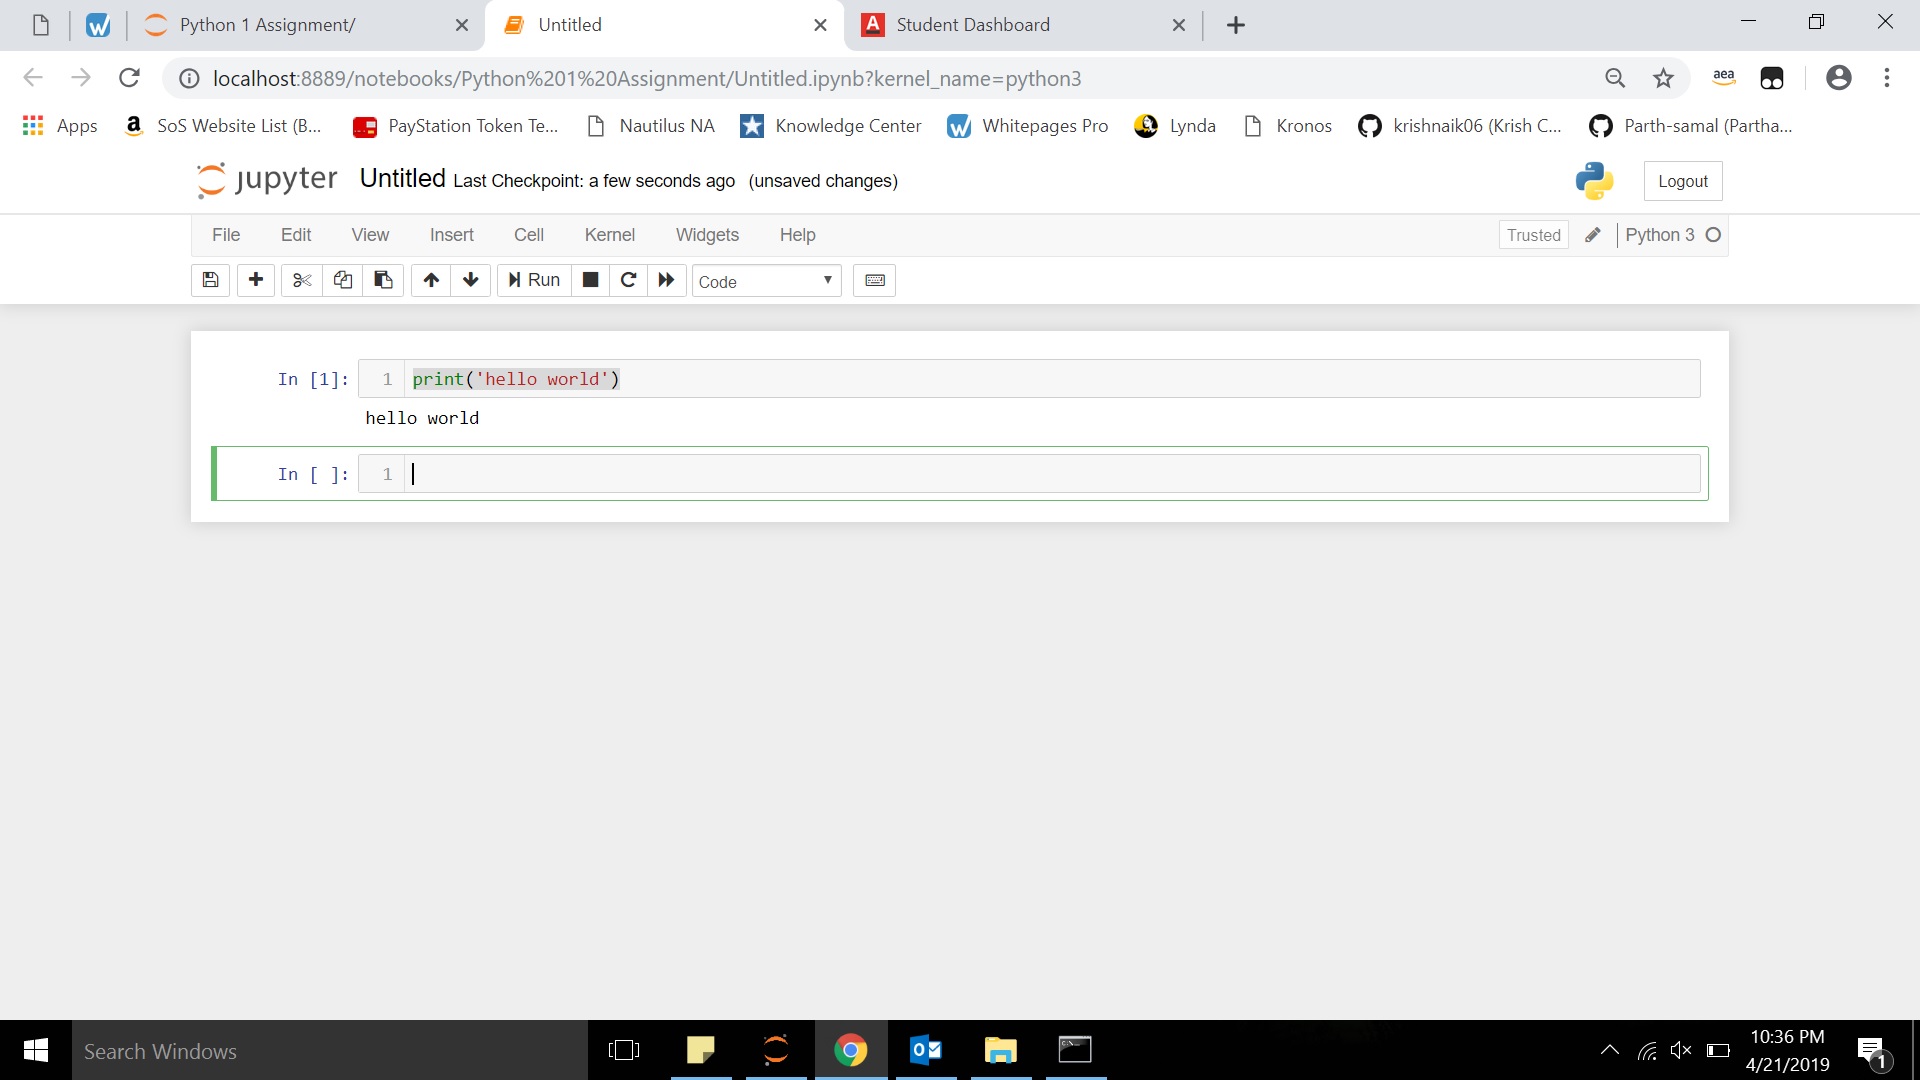 Python 1 Assignment/
Untitled
Student Dashboard
localhost:8889/notebooks/Python%201%20Assignment/Untitled.ipynb?kernel_name=python3
aea
Apps
SoS Website List (B...
PayStation Token Te...
Nautilus NA
Knowledge Center
Whitepages Pro
Lynda
Kronos
krishnaik06 (Krish C...
Parth-samal (Partha...
jupyter Untitled Last Checkpoint: a few seconds ago (unsaved changes)
Logout
File Edit View Insert Cell Kernel Widgets Help
Trusted
Python 3
Run
Code
In [1]: 1 print('hello world')
hello world
In [ ]: 1
Search Windows
10:36 PM
4/21/2019
1